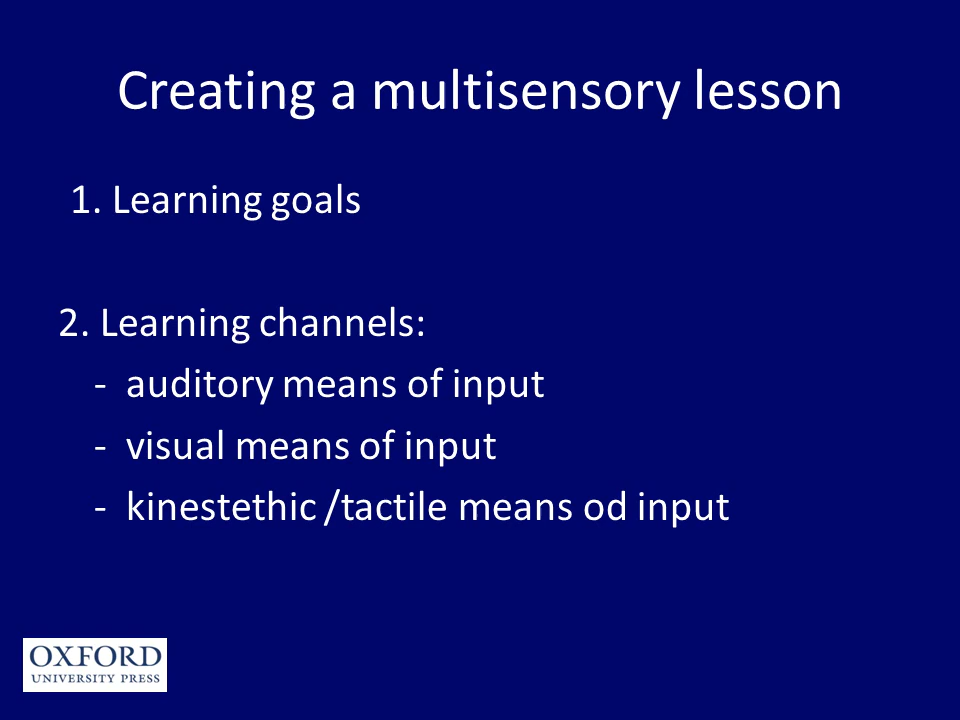 Creating a multisensory lesson
1. Learning goals
2. Learning channels:
- auditory means of input
- visual means of input
- kinestethic /tactile means od input
OXFORD
UNIVERSITY PRESS